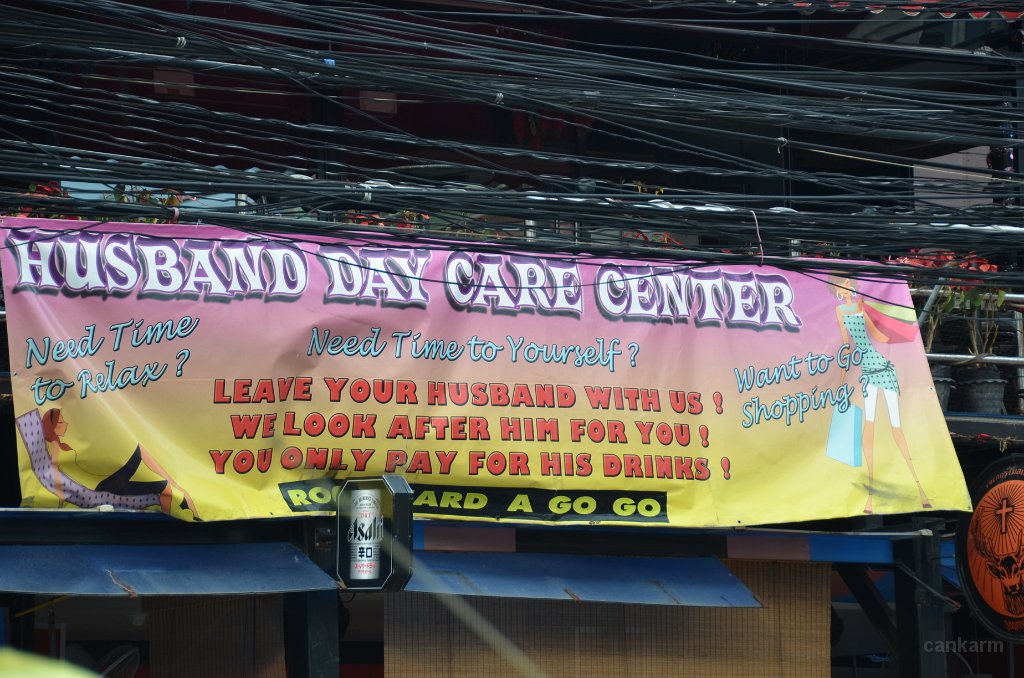 HUSBAND DAY CARE CENTER
Need Time
to Relax ?
Need Time to Yourself ?
Want to Go
Shopping ?
LEAVE YOUR HUSBAND WITH US !
WE LOOK AFTER HIM FOR YOU !
YOU ONLY PAY FOR HIS DRINKS !
ARD A GO GO
Asahi
辛口
cankarm